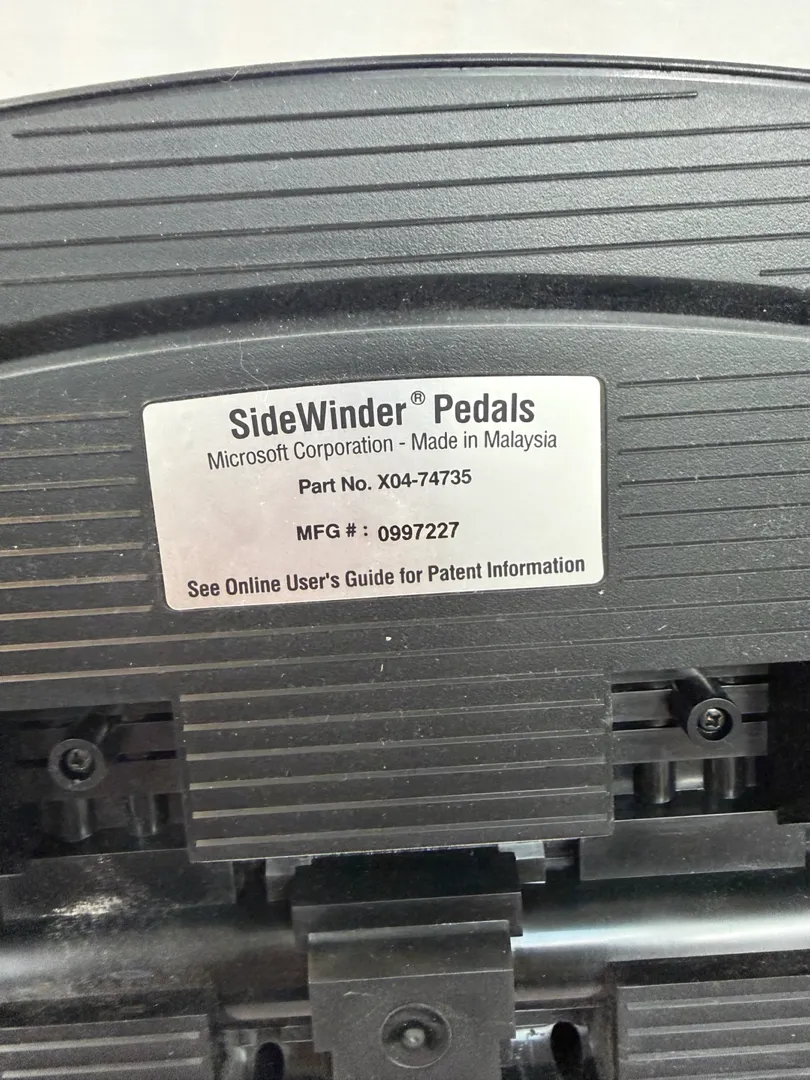 SideWinder® Pedals
Microsoft Corporation - Made in Malaysia
Part No. X04-74735
MFG # : 0997227
See Online User's Guide for Patent Information